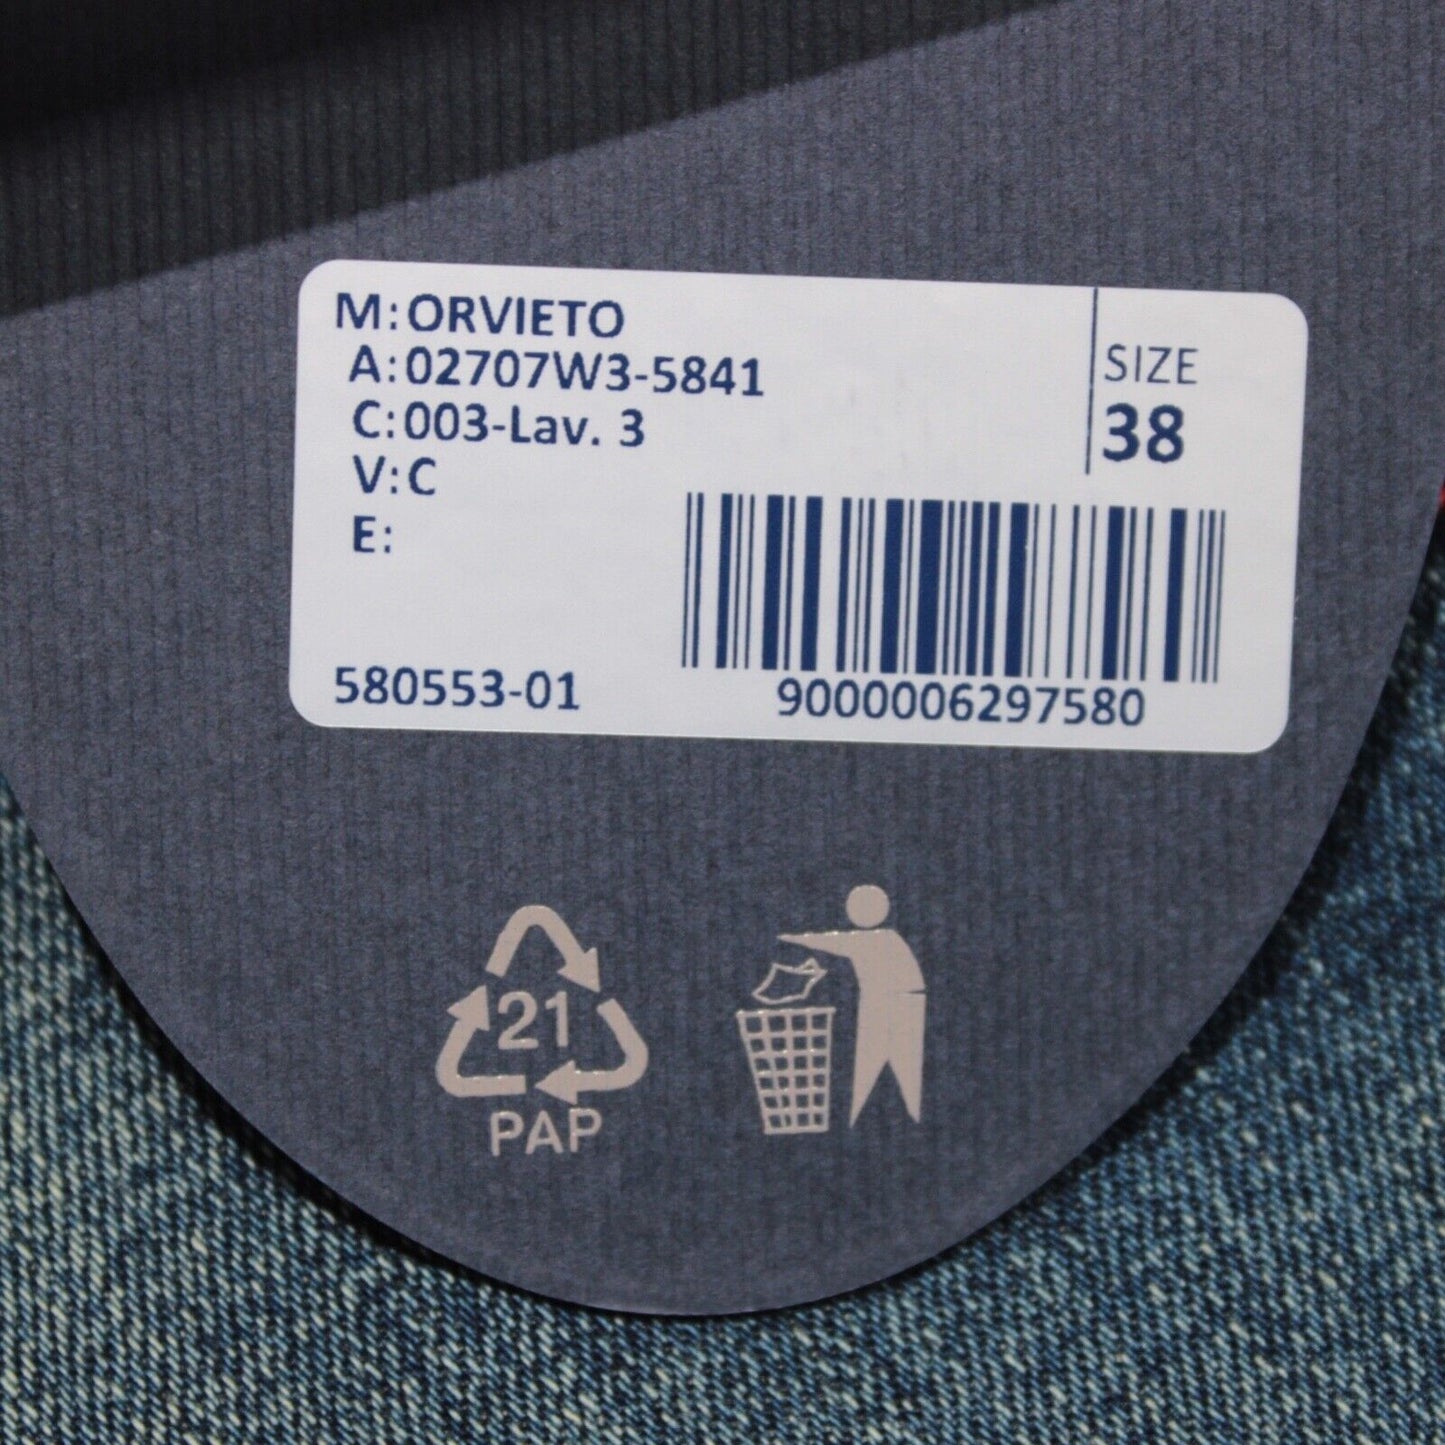 M:ORVIETO
A:02707W3-5841
C:003-Lav. 3
V:C
E:
SIZE
38
580553-01
9000006297580
21
PAP